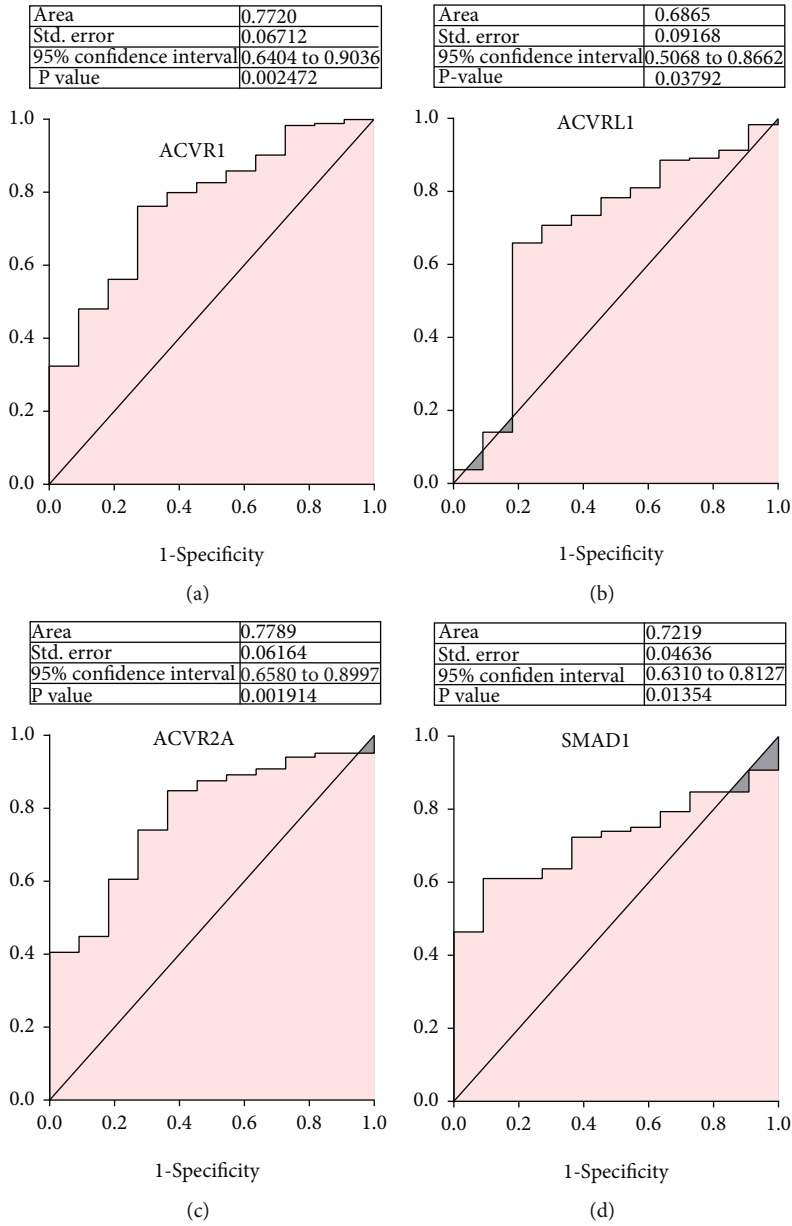 Area 0.7720
Std. error 0.06712
95% confidence interval 0.6404 to 0.9036
P value 0.002472
ACVR1
1.0
0.8
0.6
0.4
0.2
0.0
0.0 0.2 0.4 0.6 0.8 1.0
1-Specificity
(a)
Area 0.6865
Std. error 0.09168
95% confidence interval 0.5068 to 0.8662
P-value 0.03792
ACVRL1
1.0
0.8
0.6
0.4
0.2
0.0
0.0 0.2 0.4 0.6 0.8 1.0
1-Specificity
(b)
Area 0.7789
Std. error 0.06164
95% confidence interval 0.6580 to 0.8997
P value 0.001914
ACVR2A
1.0
0.8
0.6
0.4
0.2
0.0
0.0 0.2 0.4 0.6 0.8 1.0
1-Specificity
(c)
Area 0.7219
Std. error 0.04636
95% confiden interval 0.6310 to 0.8127
P value 0.01354
SMAD1
1.0
0.8
0.6
0.4
0.2
0.0
0.0 0.2 0.4 0.6 0.8 1.0
1-Specificity
(d)